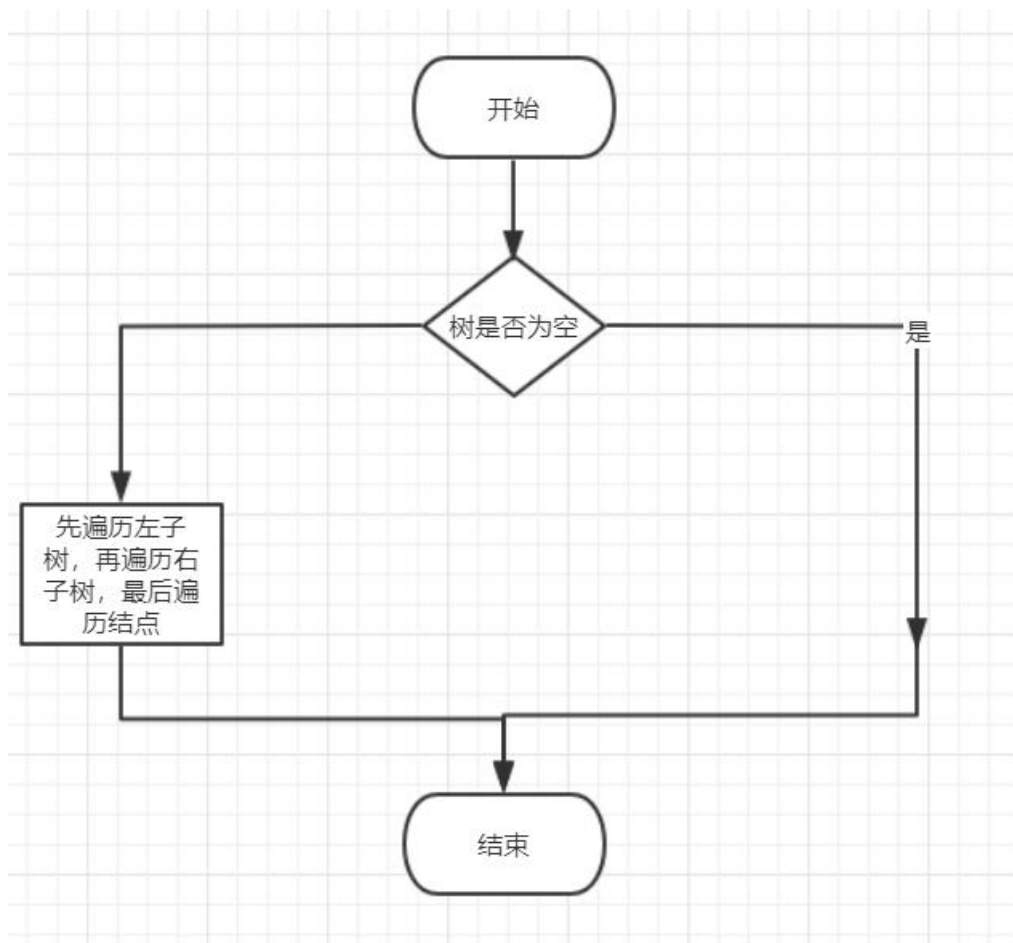 开始
树是否为空
是
先遍历左子
树，再遍历右
子树，最后遍
历结点
结束